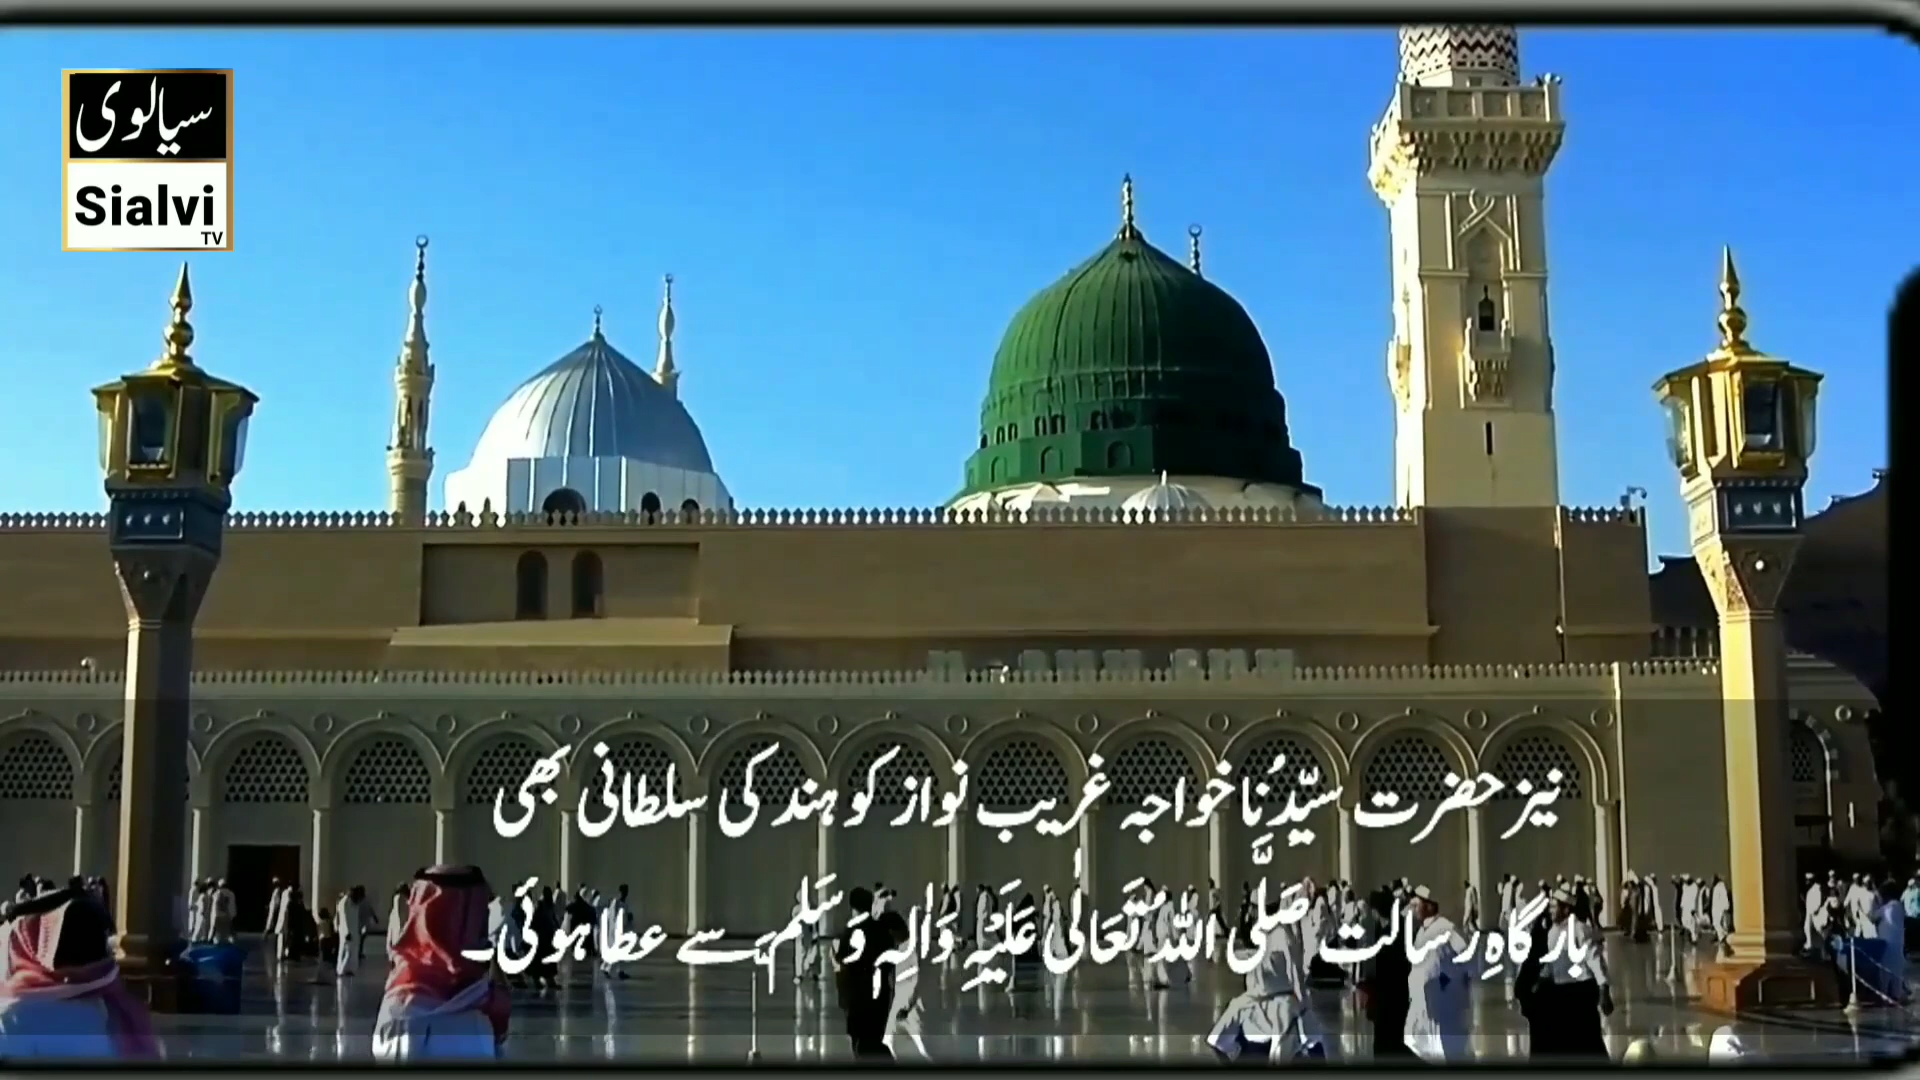 سیالوی
Sialvi
TV
نیز حضرت سیّدُنا خواجہ غریب نواز کو ہند کی سلطانی بھی
بارگاہِ رسالت صَلَّی اللہُ تَعَالٰی عَلَیْہِ وَاٰلِہٖ وَسَلَّم سے عطا ہوئی۔